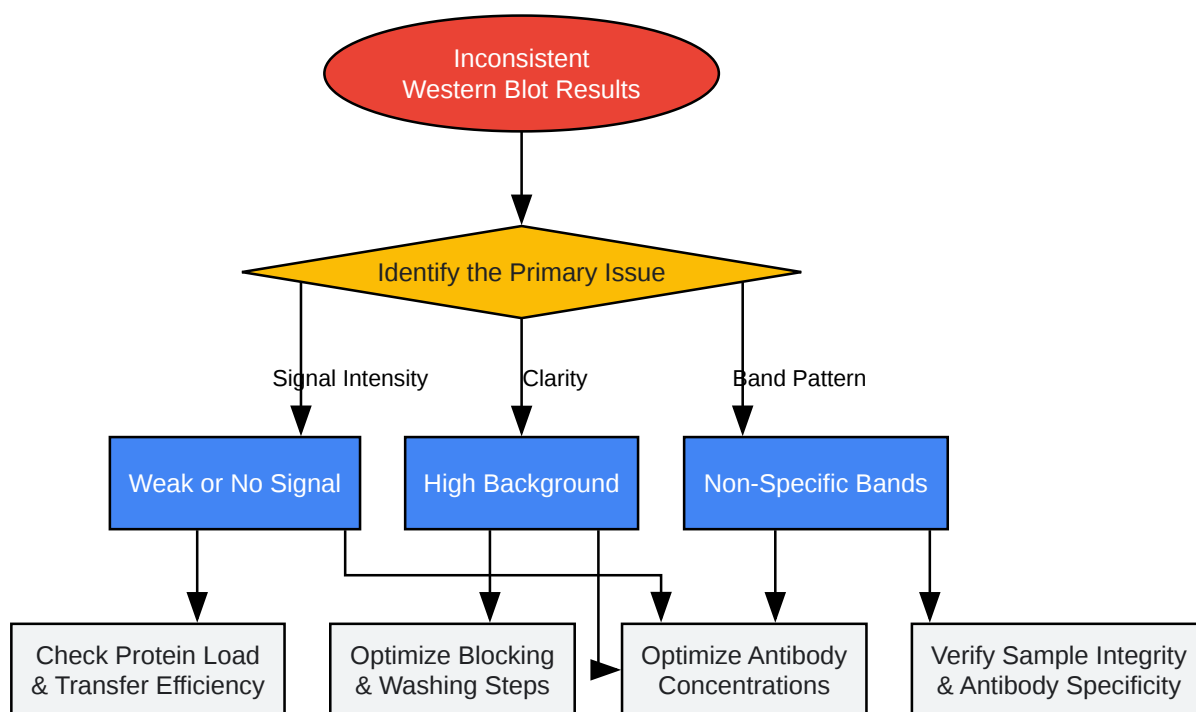 Inconsistent
Western Blot Results
Identify the Primary Issue
Signal Intensity
Clarity
Band Pattern
Weak or No Signal
High Background
Non-Specific Bands
Check Protein Load
& Transfer Efficiency
Optimize Blocking
& Washing Steps
Optimize Antibody
Concentrations
Verify Sample Integrity
& Antibody Specificity